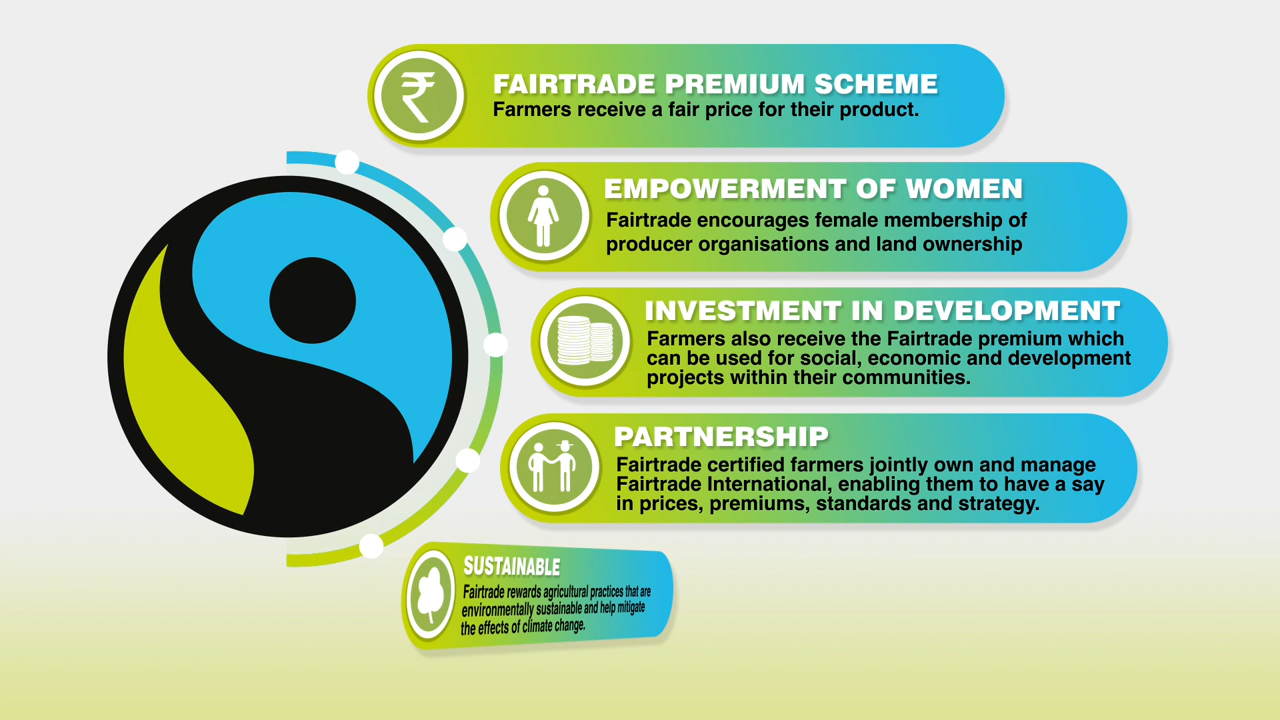 FAIRTRADE PREMIUM SCHEME
Farmers receive a fair price for their product.
EMPOWERMENT OF WOMEN
Fairtrade encourages female membership of
producer organisations and land ownership
INVESTMENT IN DEVELOPMENT
Farmers also receive the Fairtrade premium which
can be used for social, economic and development
projects within their communities.
PARTNERSHIP
Fairtrade certified farmers jointly own and manage
Fairtrade International, enabling them to have a say
in prices, premiums, standards and strategy.
SUSTAINABLE
Fairtrade rewards agricultural practices that are
environmentally sustainable and help mitigate
the effects of climate change.